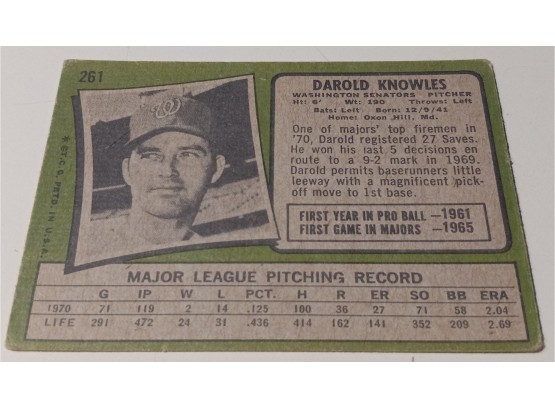 261
W
© T.C.G. PRTD. IN U.S.A.
DAROLD KNOWLES
WASHINGTON SENATORS PITCHER
Ht: 6' Wt: 190 Throws: Left
Bats: Left Born: 12/9/41
Home: Oxon Hill, Md.
One of majors' top firemen in
'70, Darold registered 27 Saves.
He won his last 5 decisions en
route to a 9-2 mark in 1969.
Darold permits baserunners little
leeway with a magnificent pick-
off move to 1st base.
FIRST YEAR IN PRO BALL —1961
FIRST GAME IN MAJORS —1965
MAJOR LEAGUE PITCHING RECORD
G IP W L PCT. H R ER SO BB ERA
1970 71 119 2 14 .125 100 36 27 71 58 2.04
LIFE 291 472 24 31 .436 414 162 141 352 209 2.69